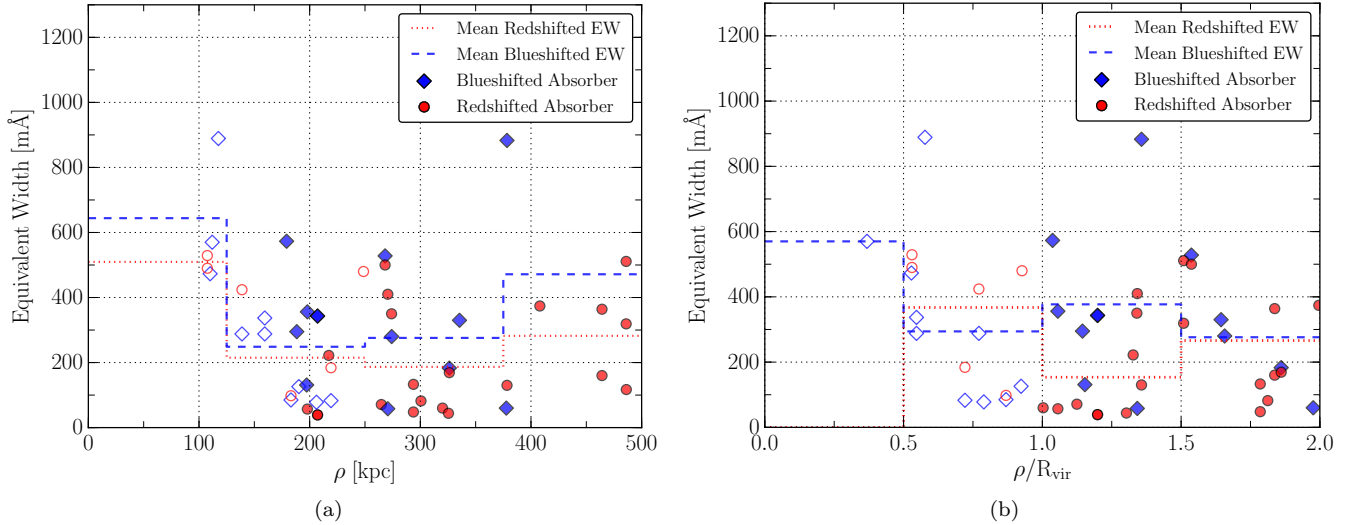 1200
1000
800
600
400
200
0
Equivalent Width [mÅ]
0
100
200
300
400
500
ρ [kpc]
Mean Redshifted EW
Mean Blueshifted EW
Blueshifted Absorber
Redshifted Absorber
(a)
1200
1000
800
600
400
200
0
Equivalent Width [mÅ]
0.0
0.5
1.0
1.5
2.0
ρ/R_vir
Mean Redshifted EW
Mean Blueshifted EW
Blueshifted Absorber
Redshifted Absorber
(b)